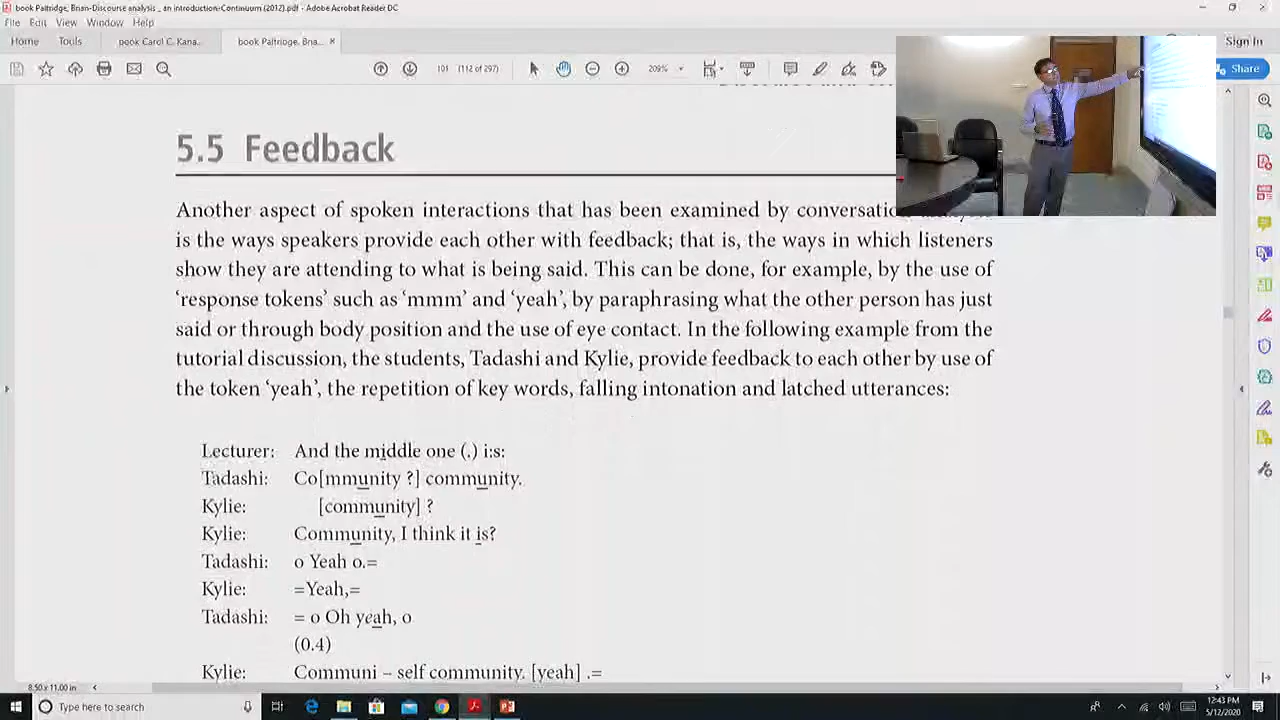 book Paltridge, Brian-Discourse analysis _ an introduction-Continuum (2012).pdf - Adobe Acrobat Reader DC
File Edit View Window Help
Home Tools book Carol C. Kana... book Paltridge, Bria... × Sign In
101 (112 of 297) 209% Share
5.5 Feedback
Another aspect of spoken interactions that has been examined by
is the ways speakers provide each other with feedback; that is, the ways in which listeners
show they are attending to what is being said. This can be done, for example, by the use of
‘response tokens’ such as ‘mmm’ and ‘yeah’, by paraphrasing what the other person has just
said or through body position and the use of eye contact. In the following example from the
tutorial discussion, the students, Tadashi and Kylie, provide feedback to each other by use of
the token ‘yeah’, the repetition of key words, falling intonation and latched utterances:
Lecturer: And the middle one (.) i:s:
Tadashi: Co[mmunity ?] community.
Kylie: [community] ?
Kylie: Community, I think it is?
Tadashi: o Yeah o.=
Kylie: =Yeah,=
Tadashi: = o Oh yeah, o
(0.4)
Kylie: Communi – self community. [yeah] .=
8.50 x 11.00 in
Type here to search
12:43 PM
5/12/2020